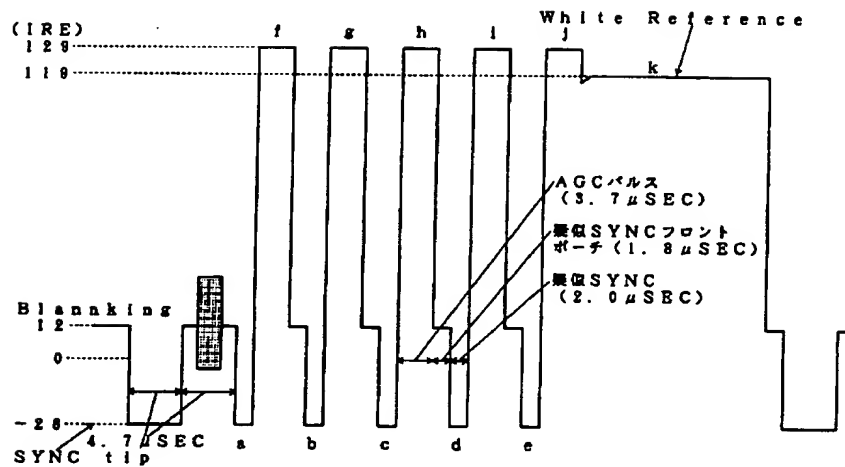 White Reference
(IRE)
f g h i j
129
119
k
AGCパルス
(3.7μSEC)
疑似SYNCフロント
ポーチ(1.8μSEC)
疑似SYNC
(2.0μSEC)
Blannking
12
0
-28
4.7μSEC
SYNC tip
a b c d e